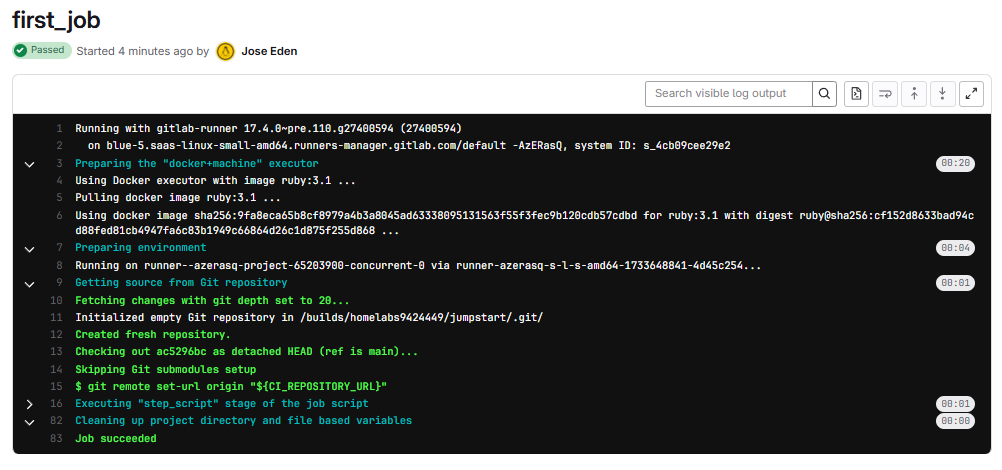 first_job
Passed Started 4 minutes ago by Jose Eden
Search visible log output
1 Running with gitlab-runner 17.4.0~pre.110.g27400594 (27400594)
2 on blue-5.saas-linux-small-amd64.runners-manager.gitlab.com/default -AzERasQ, system ID: s_4cb09cee29e2
3 Preparing the "docker+machine" executor 00:20
4 Using Docker executor with image ruby:3.1 ...
5 Pulling docker image ruby:3.1 ...
6 Using docker image sha256:9fa8eca65b8cf8979a4b3a8045ad63338095131563f55f3fec9b120cdb57cdbd for ruby:3.1 with digest ruby@sha256:cf152d8633bad94c
d88fed81cb4947fa6c83b1949c66864d26c1d875f255d868 ...
7 Preparing environment 00:04
8 Running on runner--azerasq-project-65203900-concurrent-0 via runner-azerasq-s-l-s-amd64-1733648841-4d45c254...
9 Getting source from Git repository 00:01
10 Fetching changes with git depth set to 20...
11 Initialized empty Git repository in /builds/homelabs9424449/jumpstart/.git/
12 Created fresh repository.
13 Checking out ac5296bc as detached HEAD (ref is main)...
14 Skipping Git submodules setup
15 $ git remote set-url origin "${CI_REPOSITORY_URL}"
16 Executing "step_script" stage of the job script 00:01
82 Cleaning up project directory and file based variables 00:00
83 Job succeeded